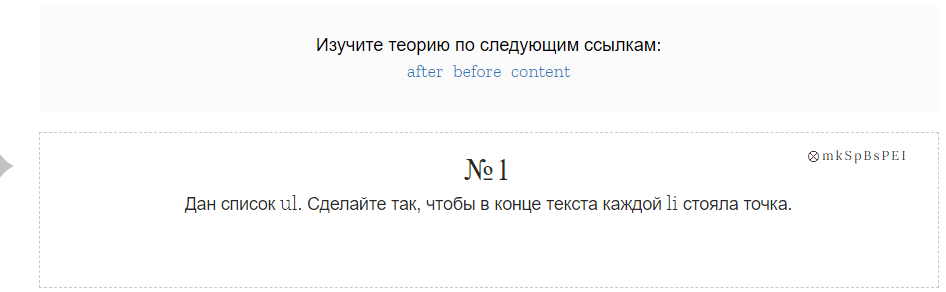 Изучите теорию по следующим ссылкам:
after before content
⊗mkSpBsPEI
№1
Дан список ul. Сделайте так, чтобы в конце текста каждой li стояла точка.